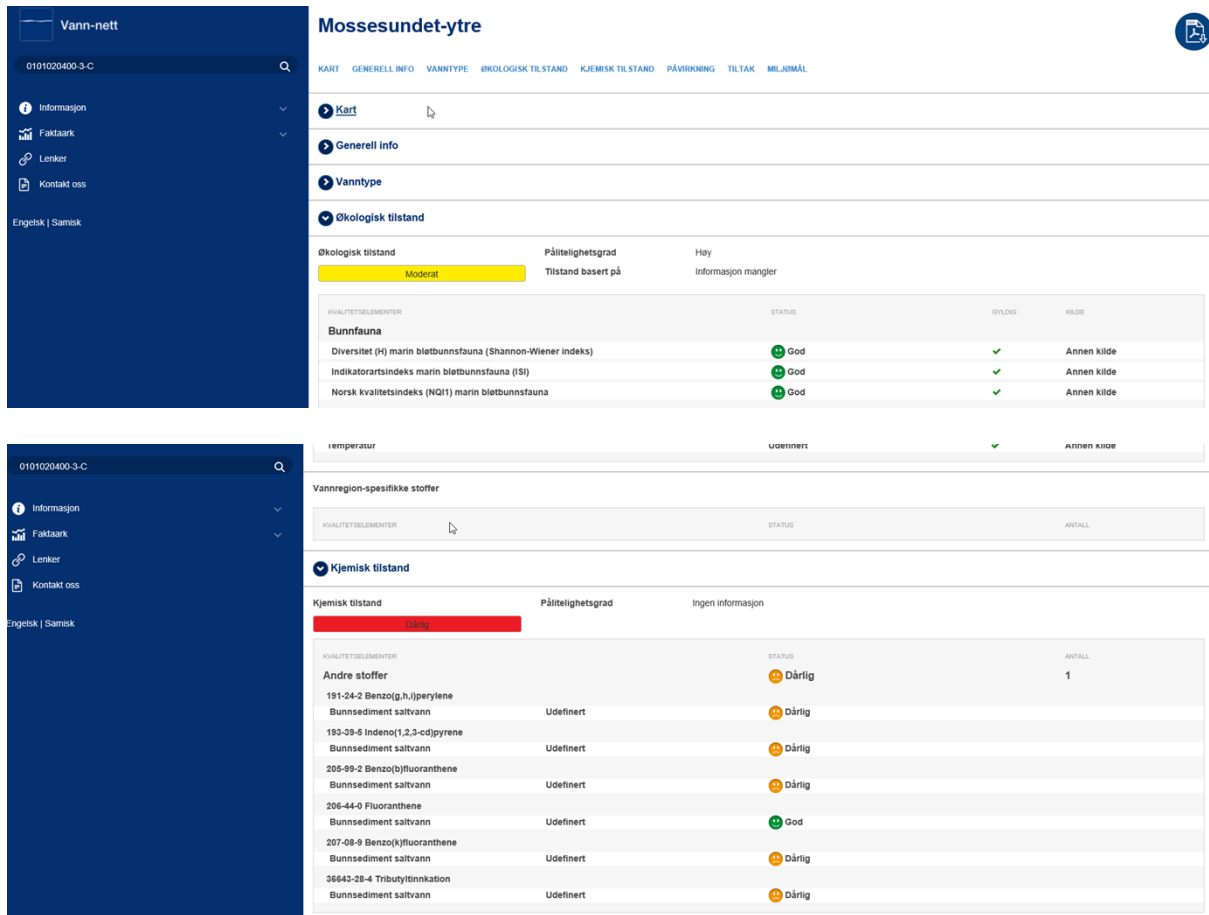 Vann-nett
0101020400-3-C
Informasjon
Faktaark
Lenker
Kontakt oss
Engelsk | Samisk
Mossesundet-ytre
KART GENERELL INFO VANNTYPE ØKOLOGISK TILSTAND KJEMISK TILSTAND PÅVIRKNING TILTAK MILJØMÅL
Kart
Generell info
Vanntype
Økologisk tilstand
Økologisk tilstand Pålitelighetsgrad Høy
Moderat Tilstand basert på Informasjon mangler
KVALITETSELEMENTER STATUS GYLDIG KILDE
Bunnfauna
Diversitet (H) marin bløtbunnsfauna (Shannon-Wiener indeks) God Annen kilde
Indikatorartsindeks marin bløtbunnsfauna (ISI) God Annen kilde
Norsk kvalitetsindeks (NQI1) marin bløtbunnsfauna God Annen kilde
0101020400-3-C
Informasjon
Faktaark
Lenker
Kontakt oss
Engelsk | Samisk
Temperatur Udefinert Annen kilde
Vannregion-spesifikke stoffer
KVALITETSELEMENTER STATUS ANTALL
Kjemisk tilstand
Kjemisk tilstand Pålitelighetsgrad Ingen informasjon
Dårlig
KVALITETSELEMENTER STATUS ANTALL
Andre stoffer Dårlig 1
191-24-2 Benzo(g,h,i)perylene
Bunnsediment saltvann Udefinert Dårlig
193-39-5 Indeno(1,2,3-cd)pyrene
Bunnsediment saltvann Udefinert Dårlig
205-99-2 Benzo(b)fluoranthene
Bunnsediment saltvann Udefinert Dårlig
206-44-0 Fluoranthene
Bunnsediment saltvann Udefinert God
207-08-9 Benzo(k)fluoranthene
Bunnsediment saltvann Udefinert Dårlig
36643-28-4 Tributyltinnkation
Bunnsediment saltvann Udefinert Dårlig